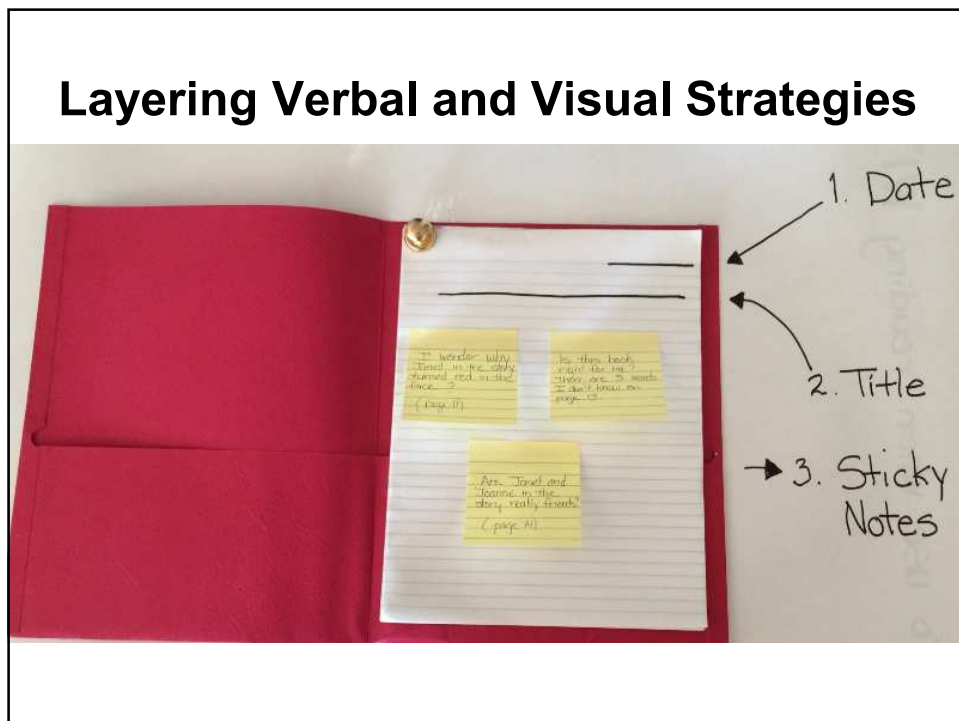 Layering Verbal and Visual Strategies
1. Date
2. Title
3. Sticky
Notes
I wonder why
Janet in the story
turned red in the
face?
(page 17)
Is this book
right for me?
There are 5 words
I don't know on
page 13.
Are Janet and
Joanne in the
story really friends?
(page